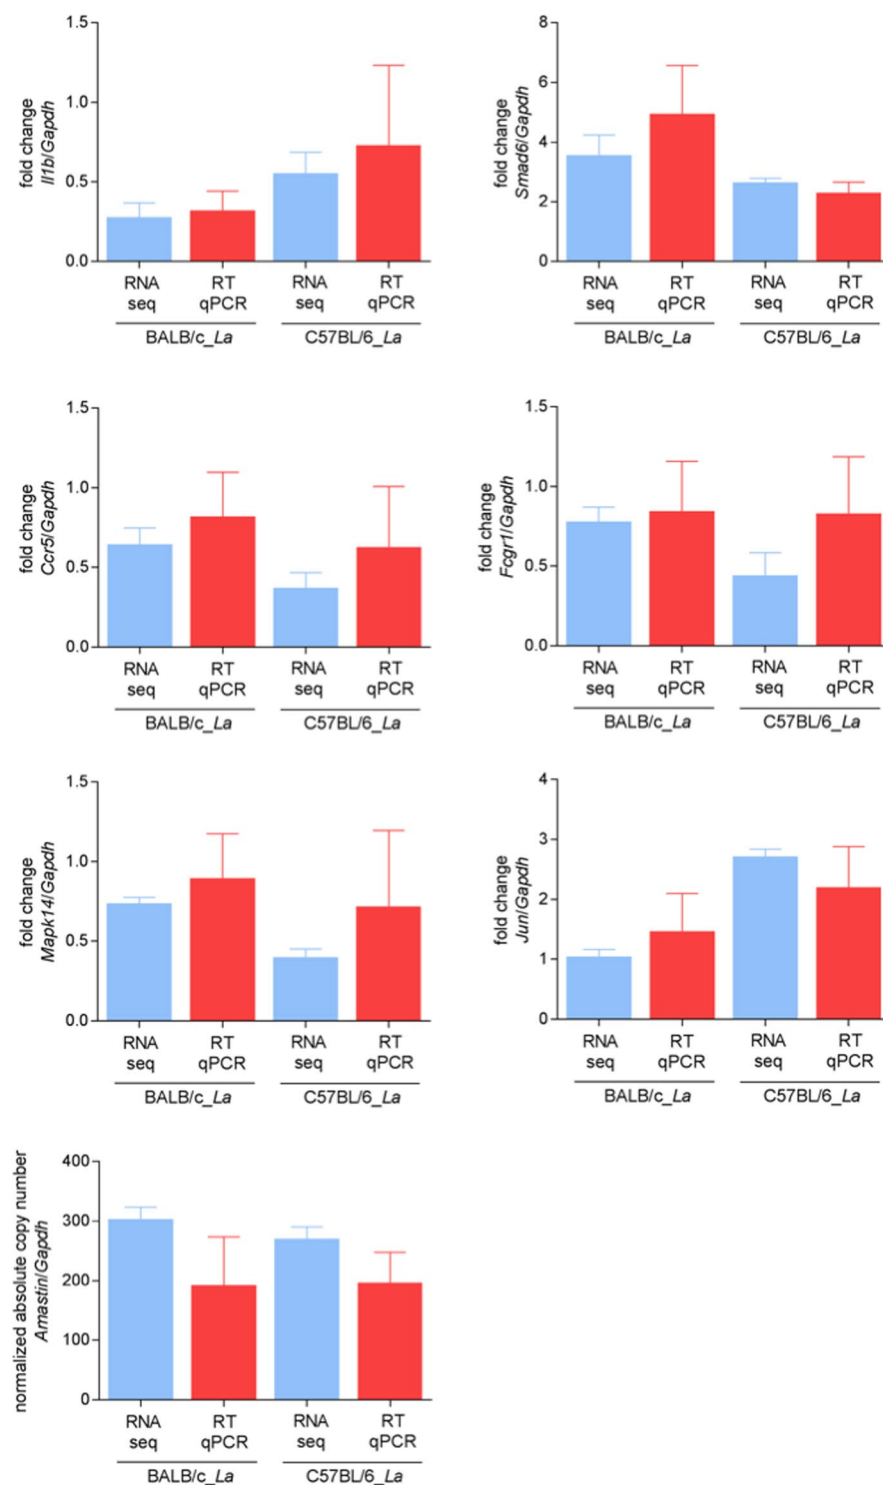 fold change
Il1b/Gapdh
1.5
1.0
0.5
0.0
RNA seq
RT qPCR
RNA seq
RT qPCR
BALB/c_La
C57BL/6_La
fold change
Smad6/Gapdh
8
6
4
2
0
RNA seq
RT qPCR
RNA seq
RT qPCR
BALB/c_La
C57BL/6_La
fold change
Ccr5/Gapdh
1.5
1.0
0.5
0.0
RNA seq
RT qPCR
RNA seq
RT qPCR
BALB/c_La
C57BL/6_La
fold change
Fcgr1/Gapdh
1.5
1.0
0.5
0.0
RNA seq
RT qPCR
RNA seq
RT qPCR
BALB/c_La
C57BL/6_La
fold change
Mapk14/Gapdh
1.5
1.0
0.5
0.0
RNA seq
RT qPCR
RNA seq
RT qPCR
BALB/c_La
C57BL/6_La
fold change
Jun/Gapdh
4
3
2
1
0
RNA seq
RT qPCR
RNA seq
RT qPCR
BALB/c_La
C57BL/6_La
normalized absolute copy number
Amastin/Gapdh
400
300
200
100
0
RNA seq
RT qPCR
RNA seq
RT qPCR
BALB/c_La
C57BL/6_La